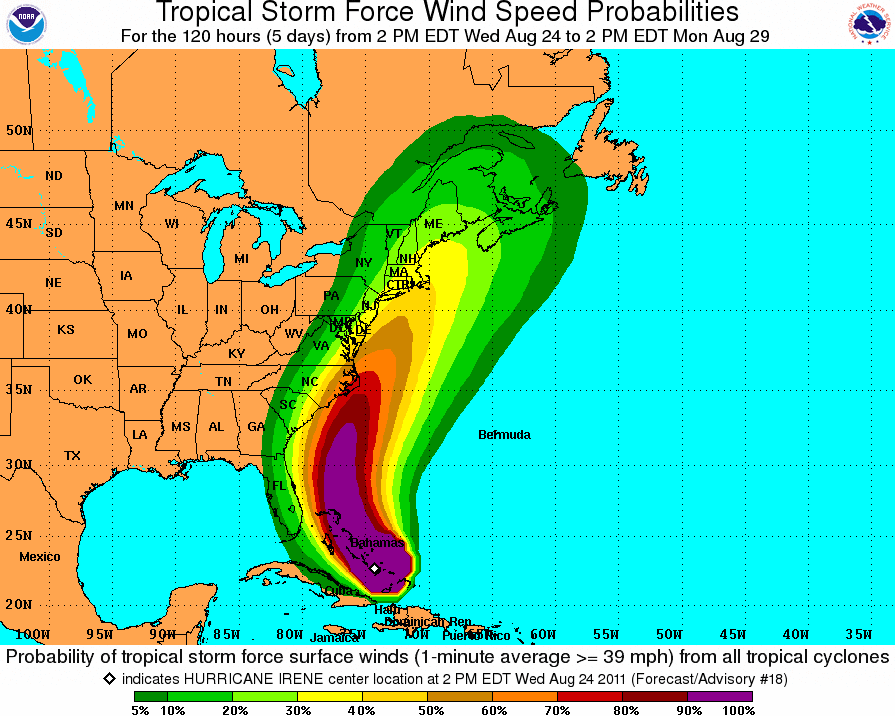 Tropical Storm Force Wind Speed Probabilities
For the 120 hours (5 days) from 2 PM EDT Wed Aug 24 to 2 PM EDT Mon Aug 29
NOAA
NATIONAL WEATHER SERVICE
50N
ND
MN
45N
SD
WI
MI
VT
ME
NY
NH
MA
CT
RI
NE
IA
PA
NJ
40N
IL
IN
OH
MD
DE
KS
MO
WV
VA
KY
35N
OK
AR
TN
NC
SC
LA
MS
AL
GA
Bermuda
30N
TX
FL
25N
Bahamas
Mexico
Cuba
20N
Haiti
Dominican Rep.
100W 95W 90W 85W 80W 75W 70W 65W 60W 55W 50W 45W 40W 35W
Jamaica
Puerto Rico
Probability of tropical storm force surface winds (1-minute average >= 39 mph) from all tropical cyclones
indicates HURRICANE IRENE center location at 2 PM EDT Wed Aug 24 2011 (Forecast/Advisory #18)
5% 10% 20% 30% 40% 50% 60% 70% 80% 90% 100%